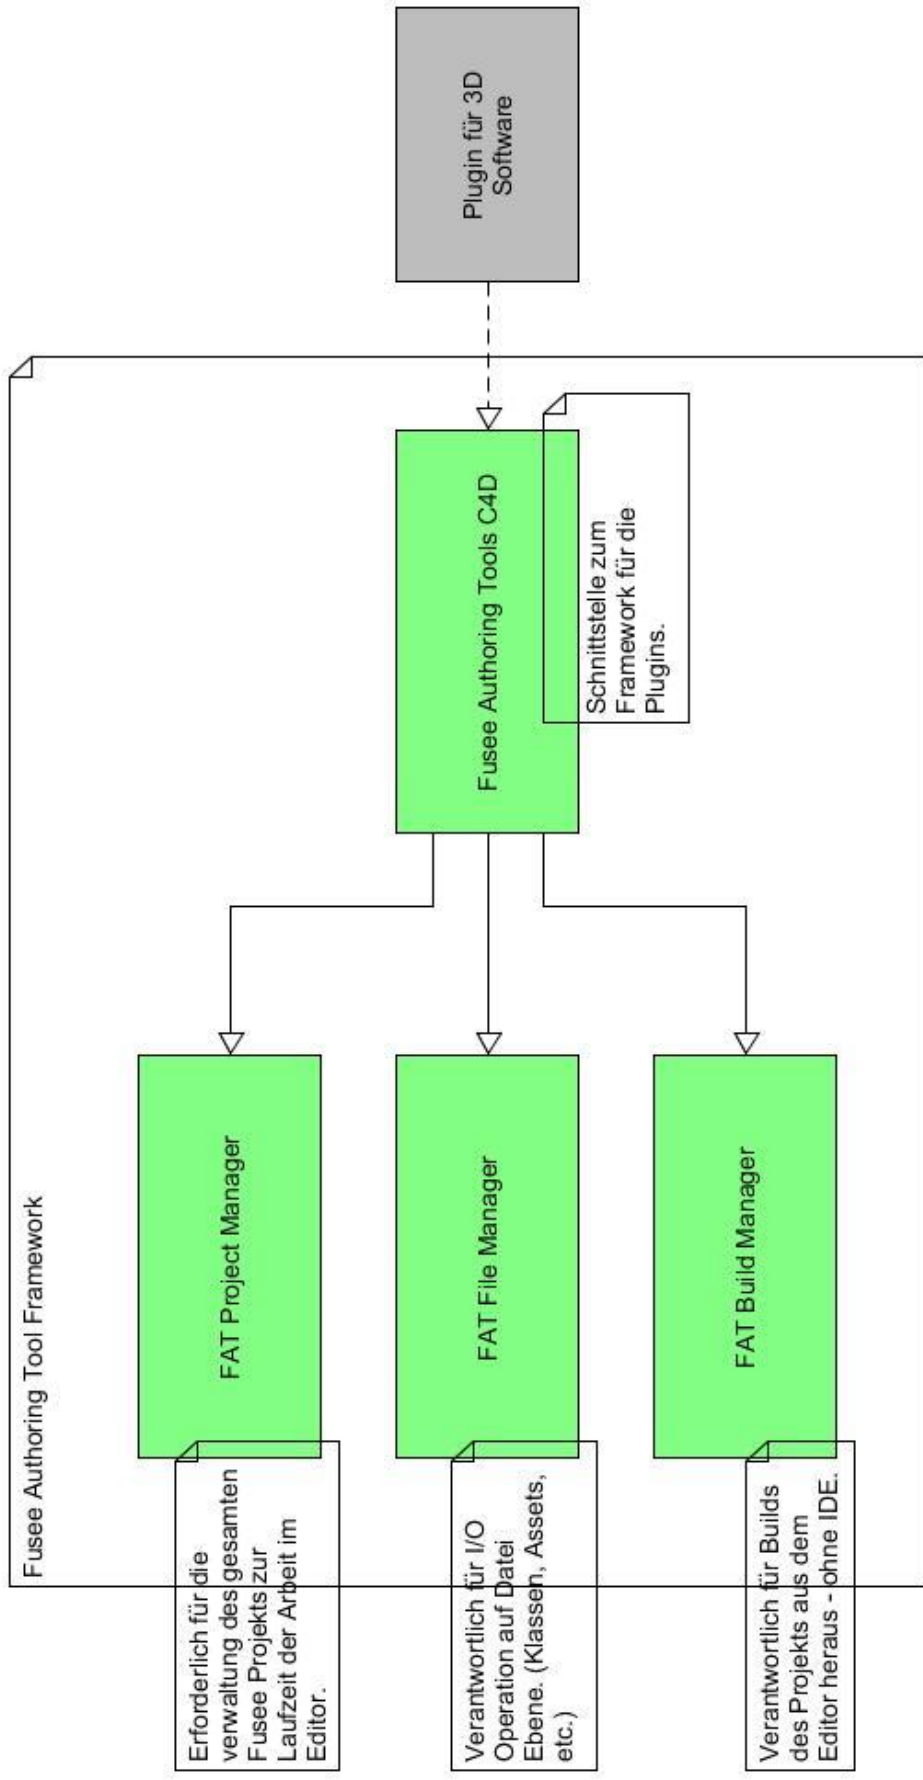 Fusee Authoring Tool Framework
Erforderlich für die
verwaltung des gesamten
Fusee Projekts zur
Laufzeit der Arbeit im
Editor.
FAT Project Manager
Verantwortlich für I/O
Operation auf Datei
Ebene. (Klassen, Assets,
etc.)
FAT File Manager
Verantwortlich für Builds
des Projekts aus dem
Editor heraus - ohne IDE.
FAT Build Manager
Fusee Authoring Tools C4D
Schnittstelle zum
Framework für die
Plugins.
Plugin für 3D
Software